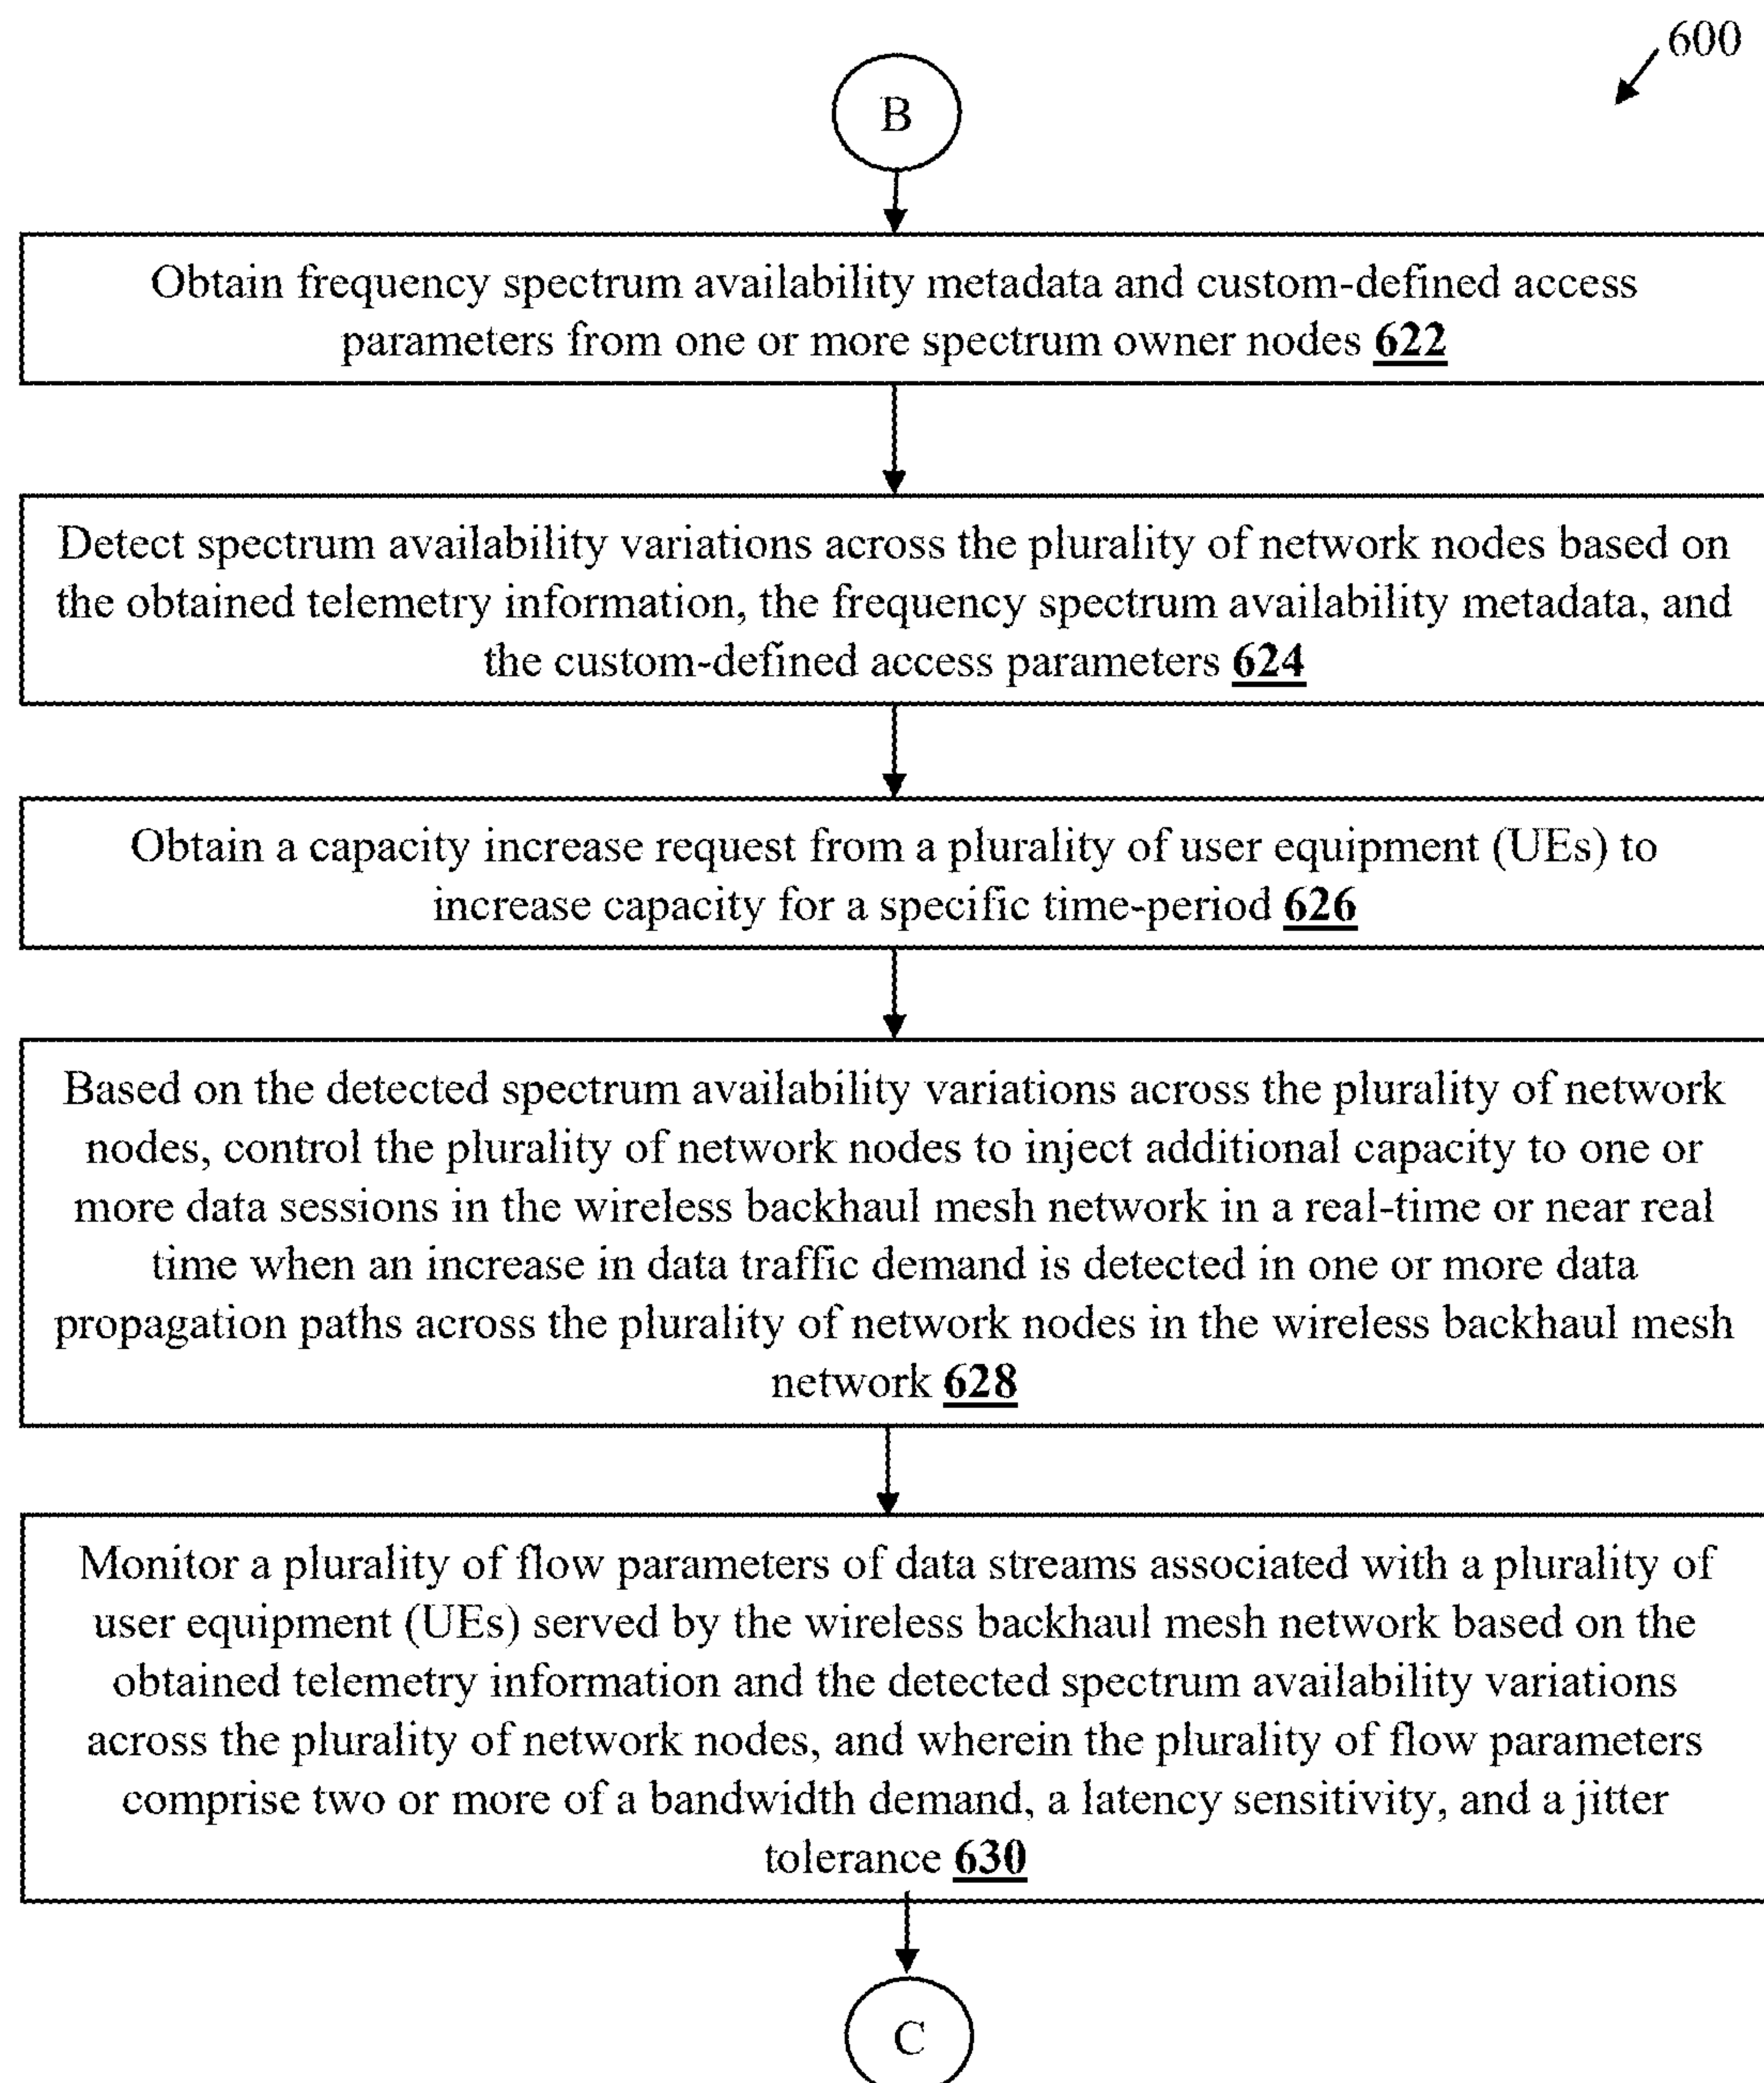 600
B
Obtain frequency spectrum availability metadata and custom-defined access
parameters from one or more spectrum owner nodes 622
Detect spectrum availability variations across the plurality of network nodes based on
the obtained telemetry information, the frequency spectrum availability metadata, and
the custom-defined access parameters 624
Obtain a capacity increase request from a plurality of user equipment (UEs) to
increase capacity for a specific time-period 626
Based on the detected spectrum availability variations across the plurality of network
nodes, control the plurality of network nodes to inject additional capacity to one or
more data sessions in the wireless backhaul mesh network in a real-time or near real
time when an increase in data traffic demand is detected in one or more data
propagation paths across the plurality of network nodes in the wireless backhaul mesh
network 628
Monitor a plurality of flow parameters of data streams associated with a plurality of
user equipment (UEs) served by the wireless backhaul mesh network based on the
obtained telemetry information and the detected spectrum availability variations
across the plurality of network nodes, and wherein the plurality of flow parameters
comprise two or more of a bandwidth demand, a latency sensitivity, and a jitter
tolerance 630
C